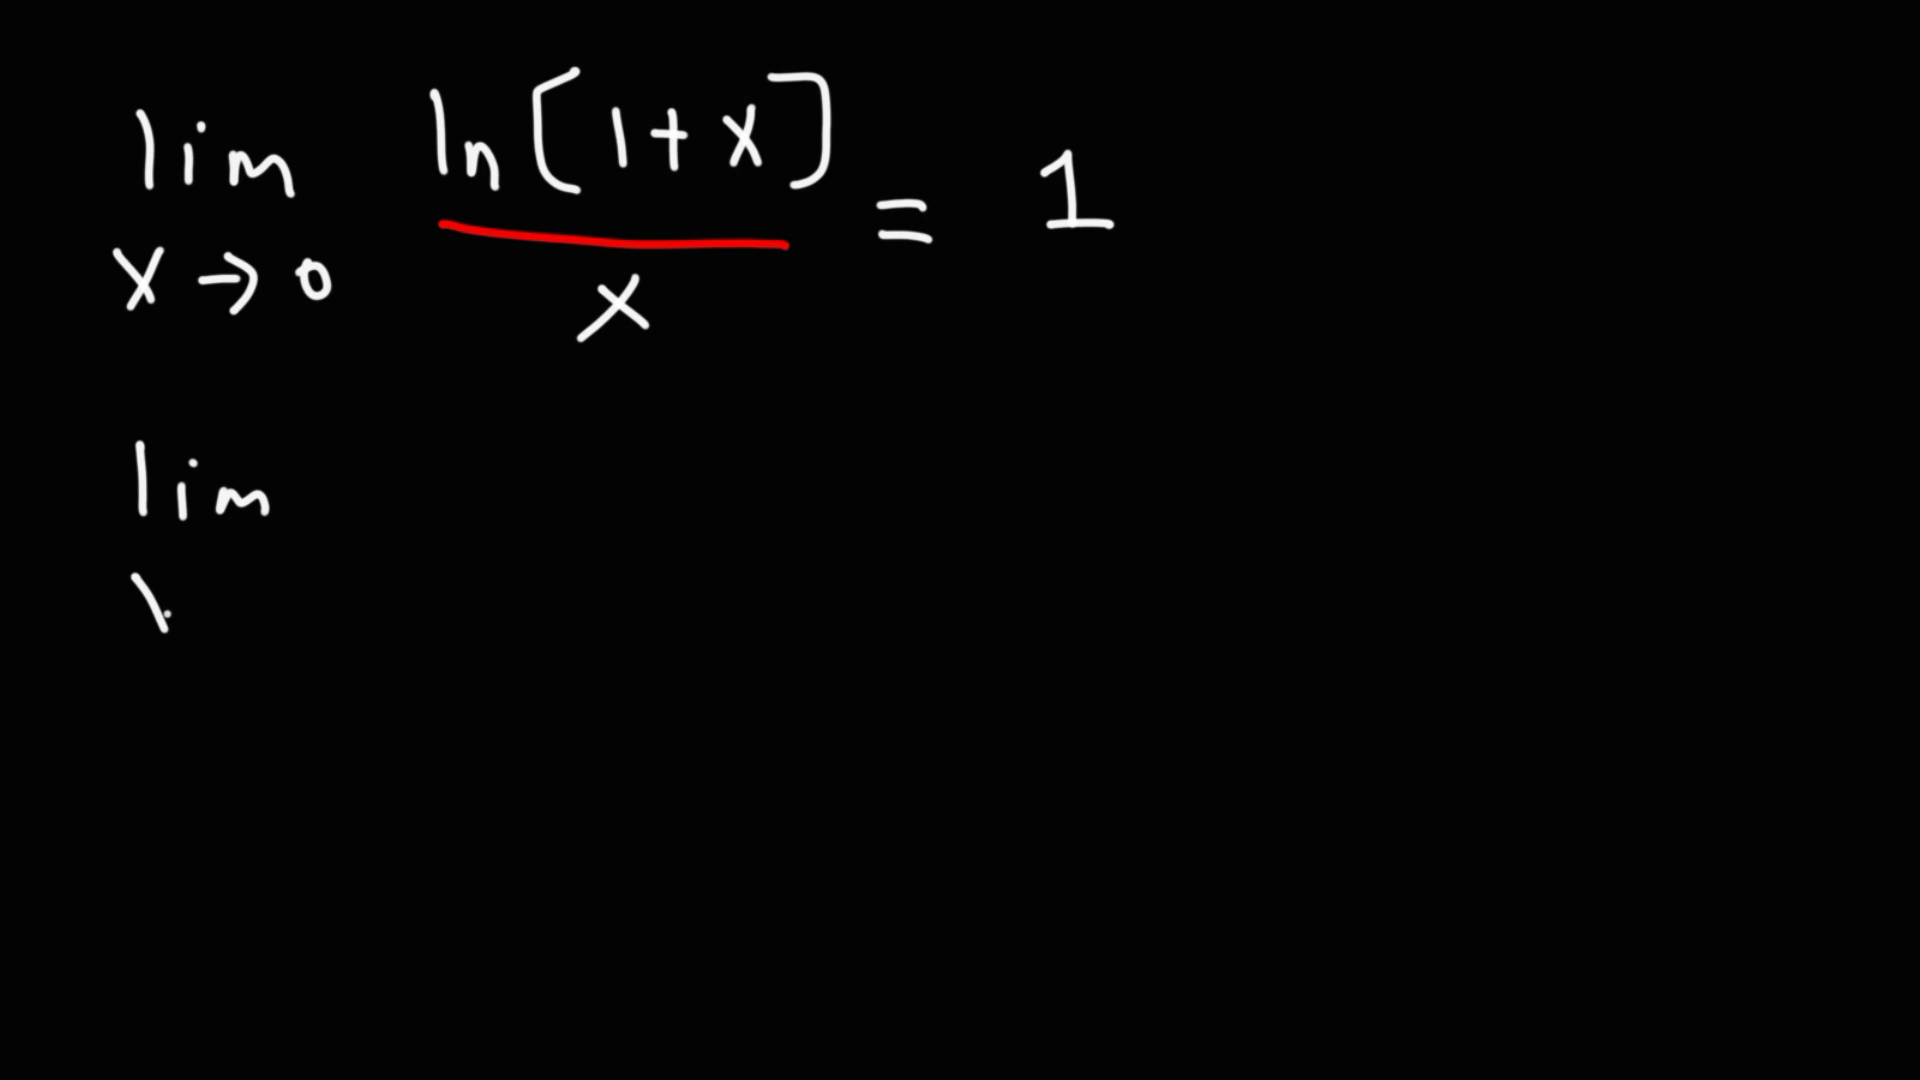 lim ln[1+x]
x→0 x = 1
lim